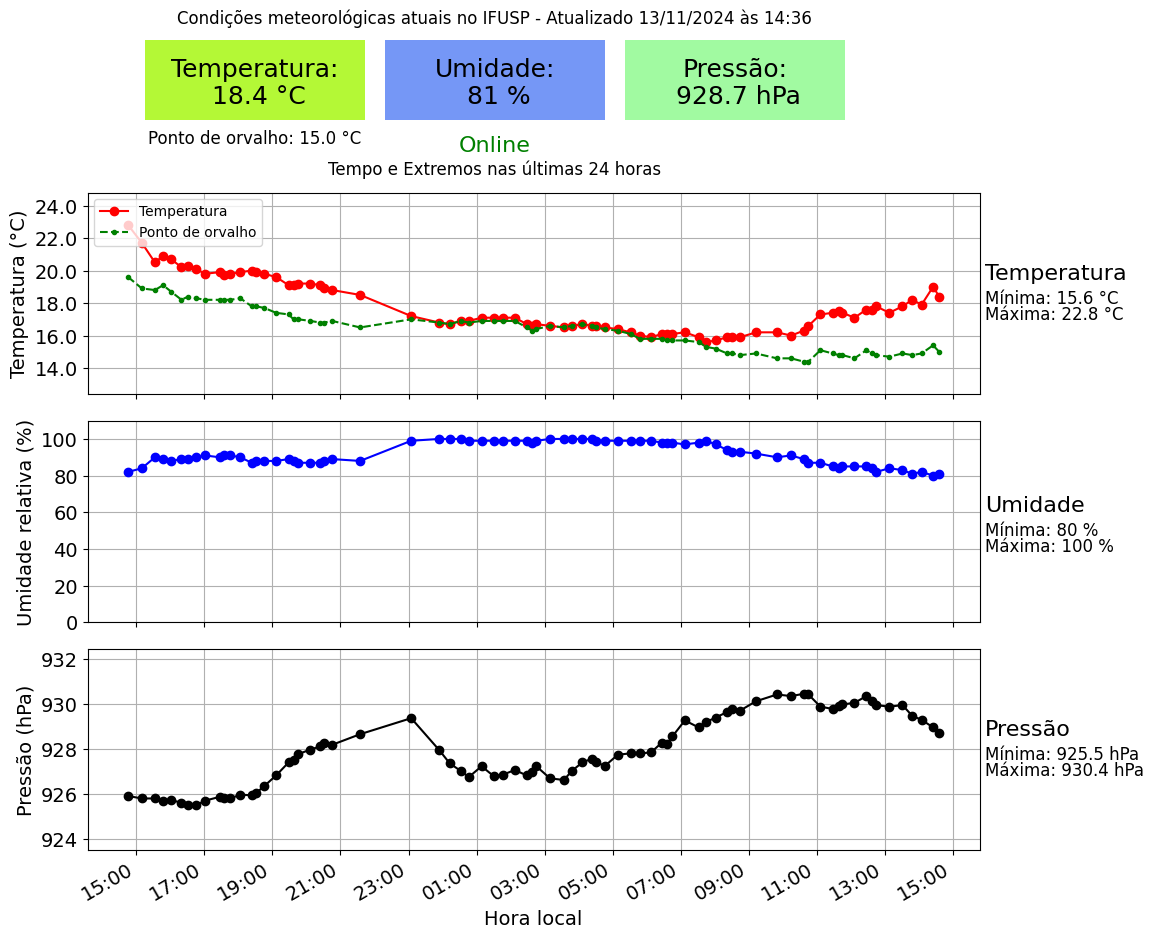 Condições meteorológicas atuais no IFUSP - Atualizado 13/11/2024 às 14:36
Temperatura:
18.4 °C
Umidade:
81 %
Pressão:
928.7 hPa
Ponto de orvalho: 15.0 °C
Online
Tempo e Extremos nas últimas 24 horas
Temperatura (°C)
24.0
22.0
20.0
18.0
16.0
14.0
Temperatura
Ponto de orvalho
Temperatura
Mínima: 15.6 °C
Máxima: 22.8 °C
Umidade relativa (%)
100
80
60
40
20
0
Umidade
Mínima: 80 %
Máxima: 100 %
Pressão (hPa)
932
930
928
926
924
Pressão
Mínima: 925.5 hPa
Máxima: 930.4 hPa
15:00 17:00 19:00 21:00 23:00 01:00 03:00 05:00 07:00 09:00 11:00 13:00 15:00
Hora local